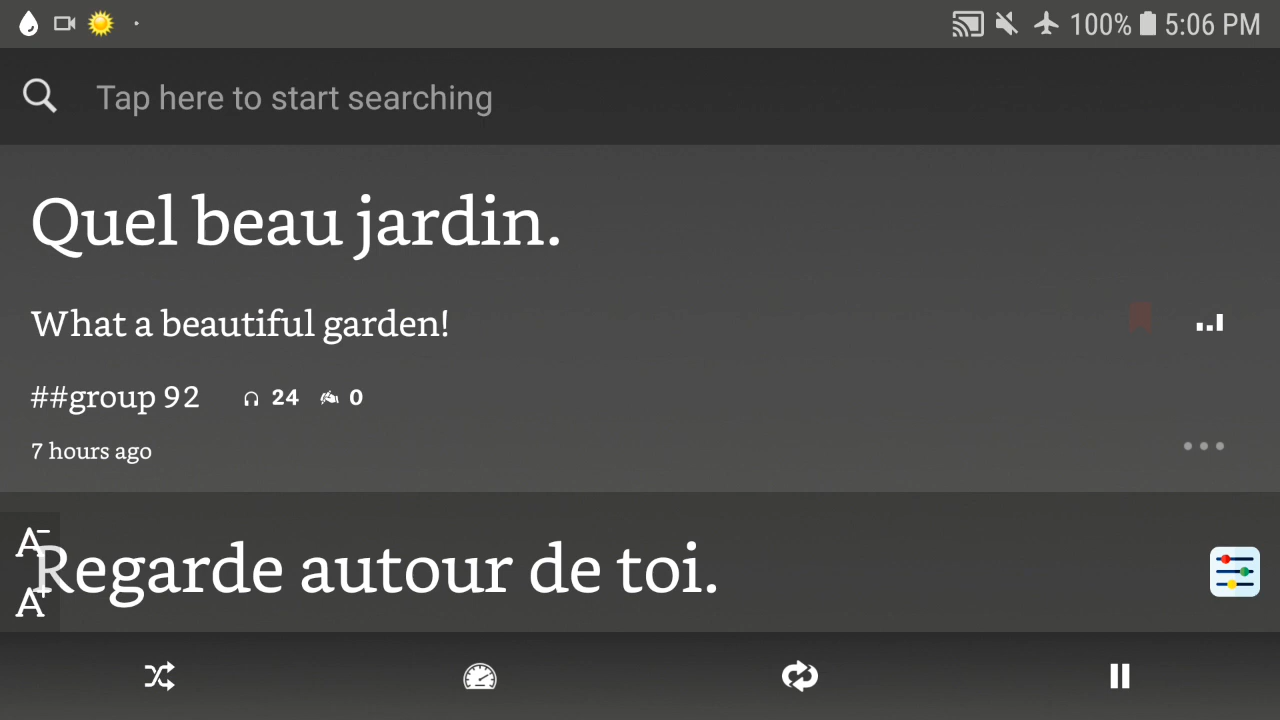 100% 5:06 PM
Tap here to start searching
Quel beau jardin.
What a beautiful garden!
##group 92 24 0
7 hours ago
A-
Regarde autour de toi.
A+